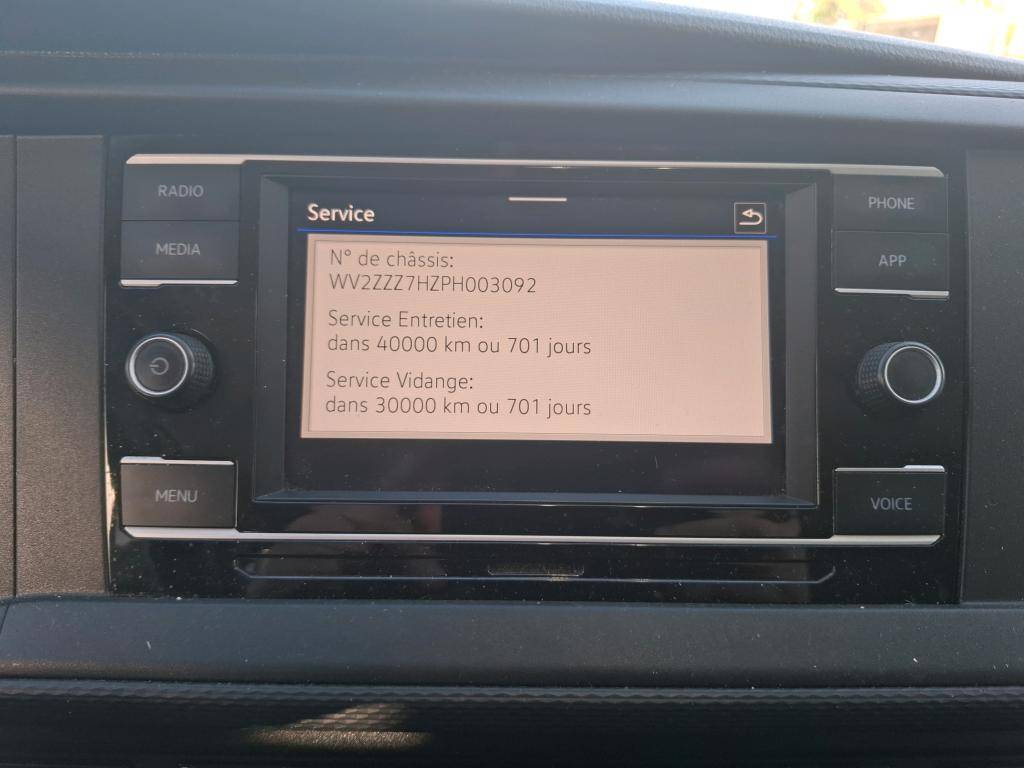 RADIO
MEDIA
MENU
Service
N° de châssis:
WV2ZZZ7HZPH003092
Service Entretien:
dans 40000 km ou 701 jours
Service Vidange:
dans 30000 km ou 701 jours
PHONE
APP
VOICE